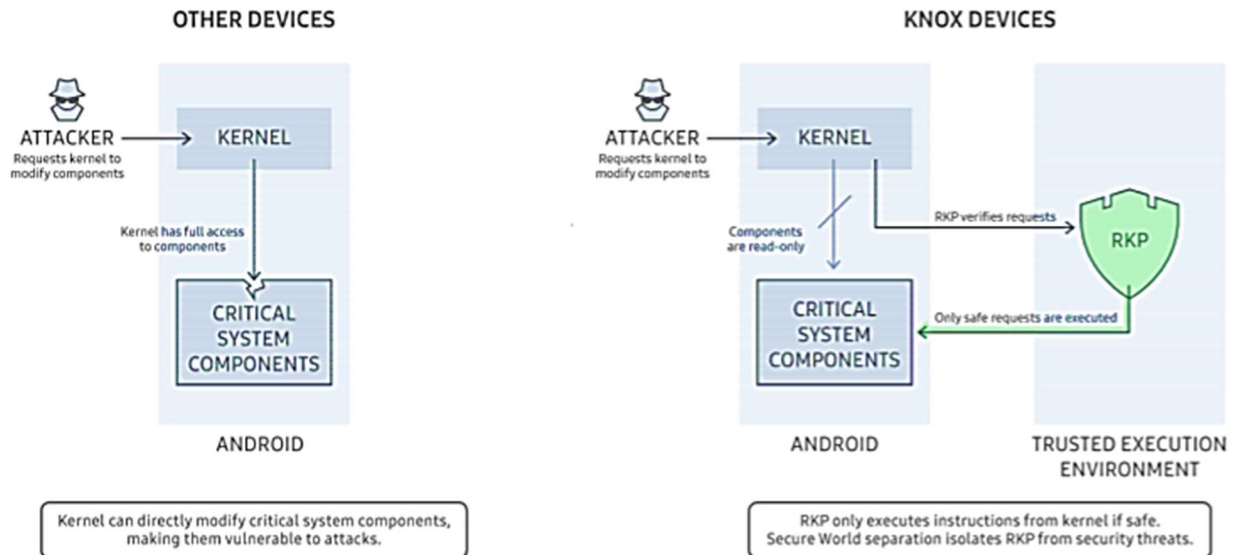 OTHER DEVICES
ATTACKER
Requests kernel to
modify components
KERNEL
Kernel has full access
to components
CRITICAL
SYSTEM
COMPONENTS
ANDROID
Kernel can directly modify critical system components,
making them vulnerable to attacks.
KNOX DEVICES
ATTACKER
Requests kernel to
modify components
KERNEL
Components
are read-only
RKP verifies requests
RKP
Only safe requests are executed
CRITICAL
SYSTEM
COMPONENTS
ANDROID
TRUSTED EXECUTION
ENVIRONMENT
RKP only executes instructions from kernel if safe.
Secure World separation isolates RKP from security threats.